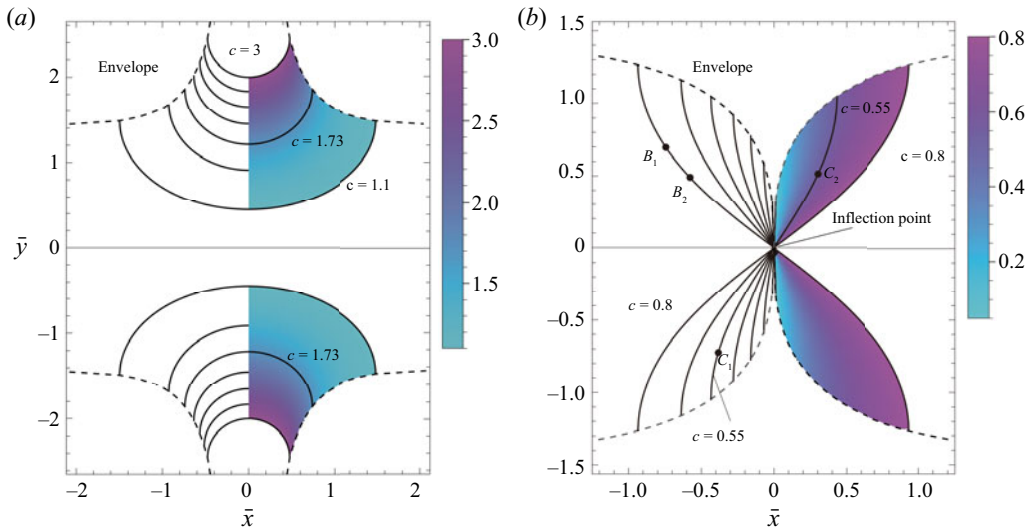 (a)
3.0
2
c = 3
Envelope
2.5
c = 1.73
1
c = 1.1
ȳ
0
2.0
–1
c = 1.73
1.5
–2
–2
–1
0
1
2
x̄
(b)
1.5
0.8
Envelope
1.0
c = 0.55
c = 0.8
B₁
0.6
0.5
B₂
C₂
Inflection point
0
0.4
c = 0.8
–0.5
0.2
C₁
–1.0
c = 0.55
–1.5
–1.0
–0.5
0
0.5
1.0
x̄